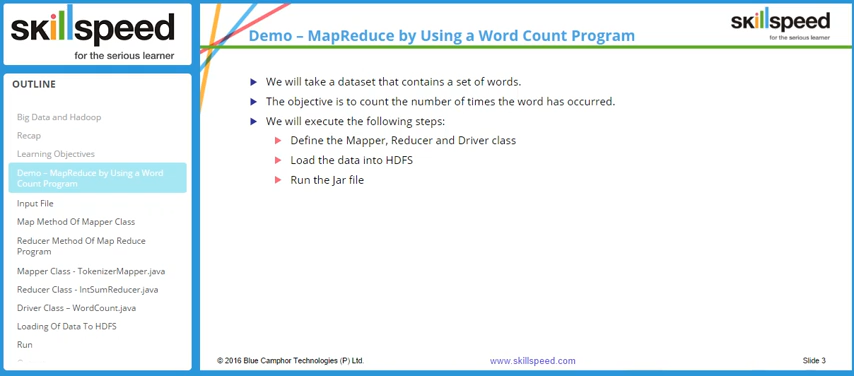 skillspeed
for the serious learner
OUTLINE
Big Data and Hadoop
Recap
Learning Objectives
Demo – MapReduce by Using a Word
Count Program
Input File
Map Method Of Mapper Class
Reducer Method Of Map Reduce
Program
Mapper Class - TokenizerMapper.java
Reducer Class - IntSumReducer.java
Driver Class – WordCount.java
Loading Of Data To HDFS
Run
Demo – MapReduce by Using a Word Count Program
skillspeed
for the serious learner
We will take a dataset that contains a set of words.
The objective is to count the number of times the word has occurred.
We will execute the following steps:
Define the Mapper, Reducer and Driver class
Load the data into HDFS
Run the Jar file
© 2016 Blue Camphor Technologies (P) Ltd.
www.skillspeed.com
Slide 3